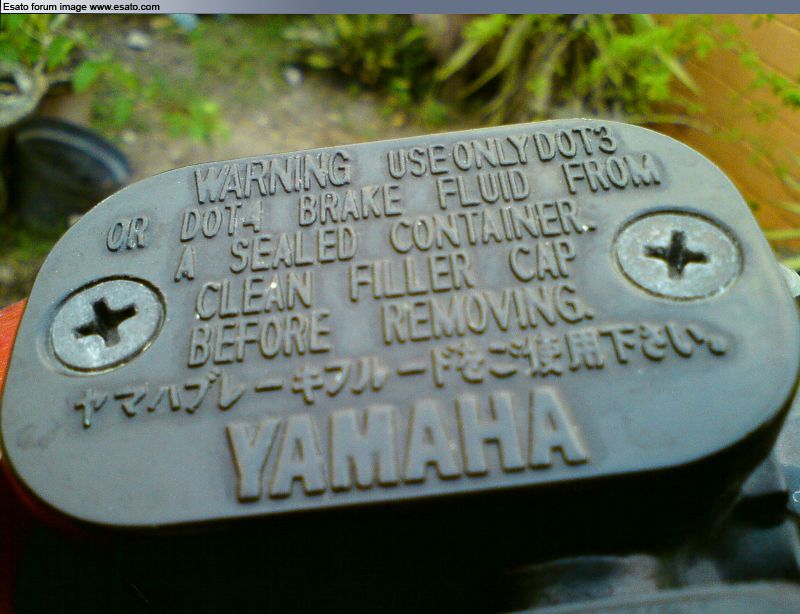 Esato forum image www.esato.com
WARNING USE ONLY DOT3
OR DOT4 BRAKE FLUID FROM
A SEALED CONTAINER.
CLEAN FILLER CAP
BEFORE REMOVING.
ヤマハブレーキフルードをご使用下さい。
YAMAHA